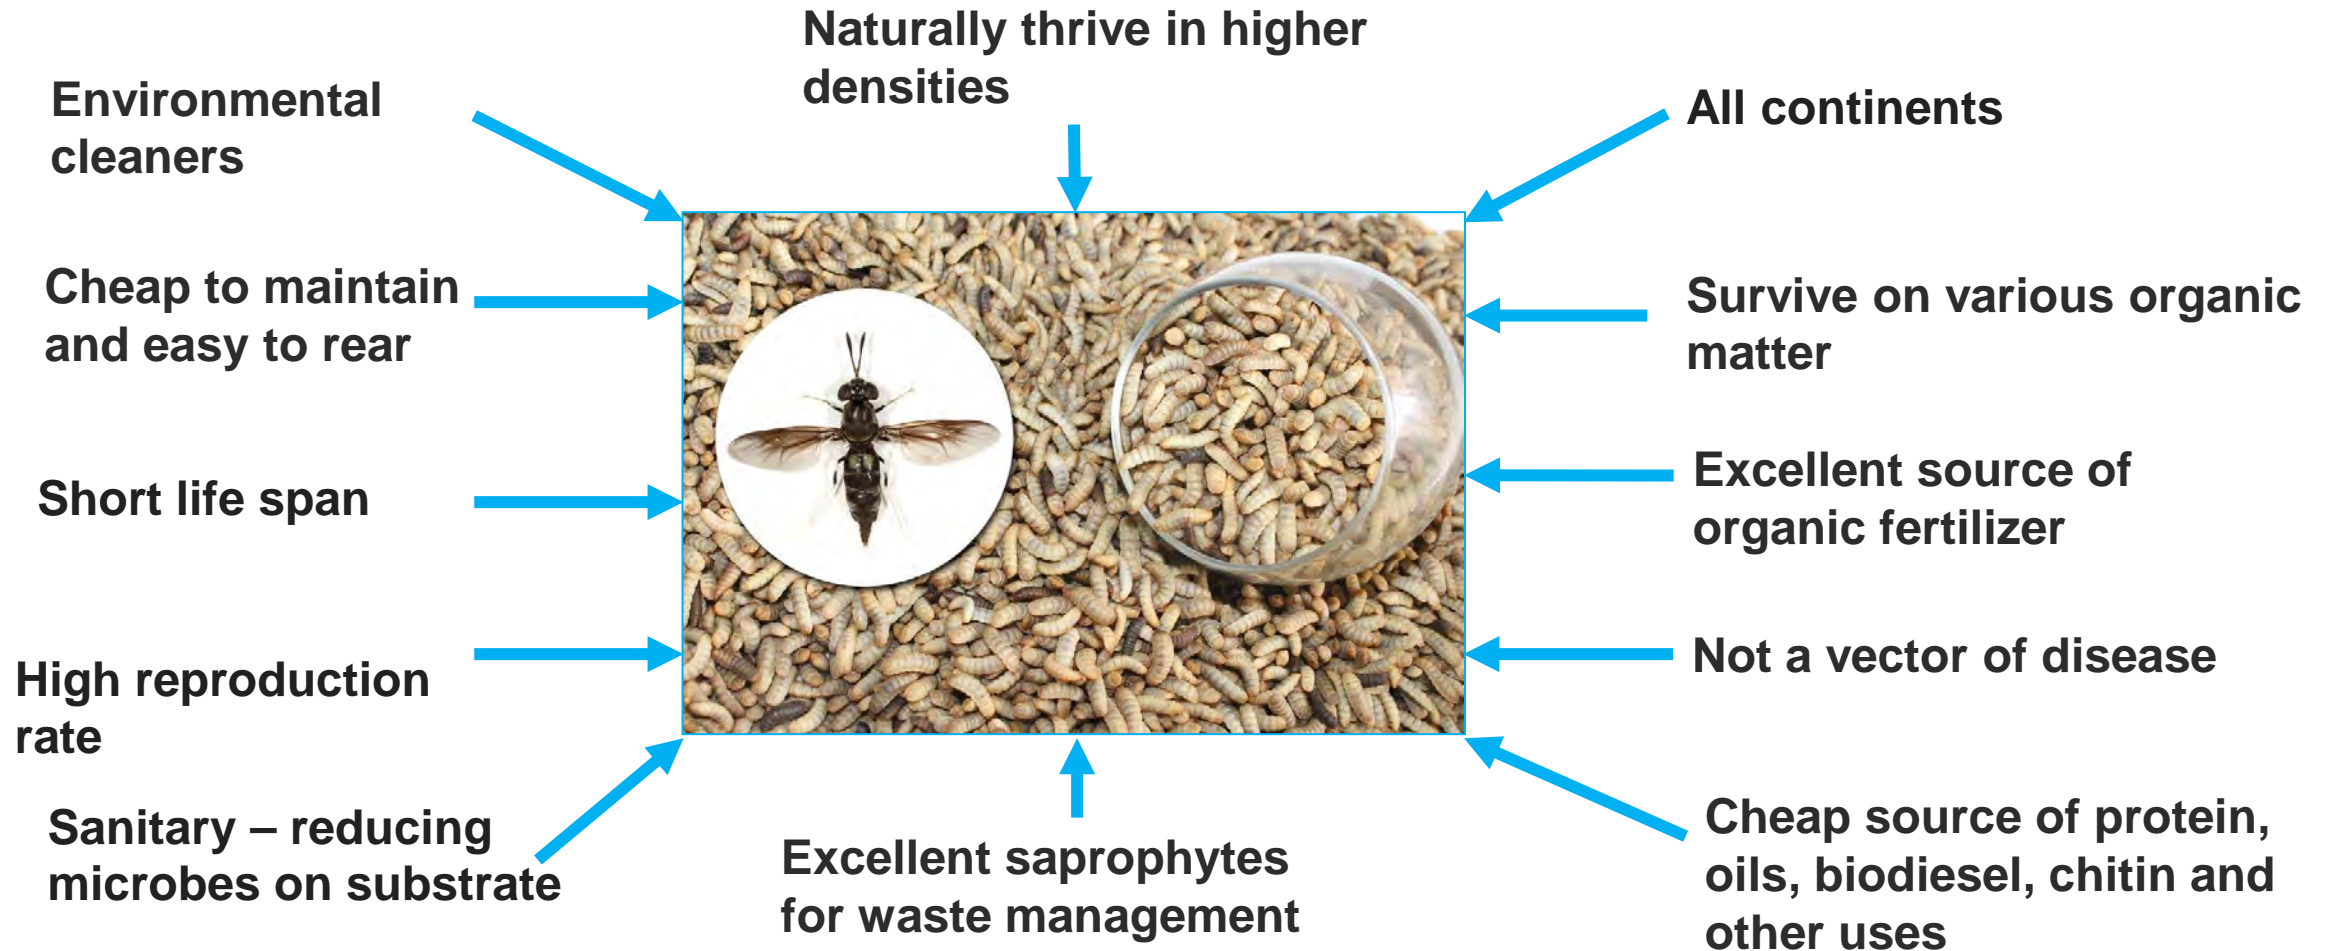 Naturally thrive in higher
densities
Environmental
cleaners
All continents
Cheap to maintain
and easy to rear
Survive on various organic
matter
Short life span
Excellent source of
organic fertilizer
High reproduction
rate
Not a vector of disease
Sanitary – reducing
microbes on substrate
Excellent saprophytes
for waste management
Cheap source of protein,
oils, biodiesel, chitin and
other uses